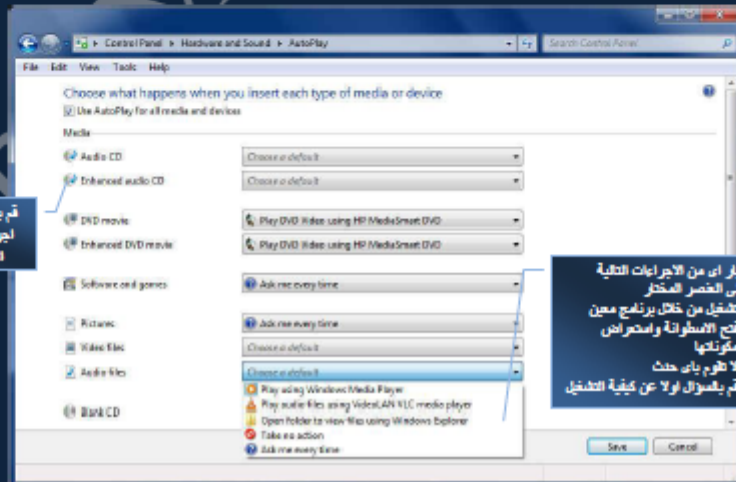 Control Panel ▸ Hardware and Sound ▸ AutoPlay
Search Control Panel
File Edit View Tools Help
Choose what happens when you insert each type of media or device
Use AutoPlay for all media and devices
Media
Audio CD Choose a default
Enhanced audio CD Choose a default
DVD movie Play DVD Video using HP MediaSmart DVD
Enhanced DVD movie Play DVD Video using HP MediaSmart DVD
Software and games Ask me every time
Pictures Ask me every time
Video files Choose a default
Audio files Choose a default
Play using Windows Media Player
Play audio files using VideoLAN VLC media player
Open folder to view files using Windows Explorer
Take no action
Ask me every time
Blank CD
Save Cancel
اى من الاجراءات التالية
العنصر المختار
تشغيل من خلال برنامج معين
فتح الاسطوانة واستعراض
مكوناتها
لا تقوم باى حدث
قم بالسؤال اولا عن كيفية التشغيل